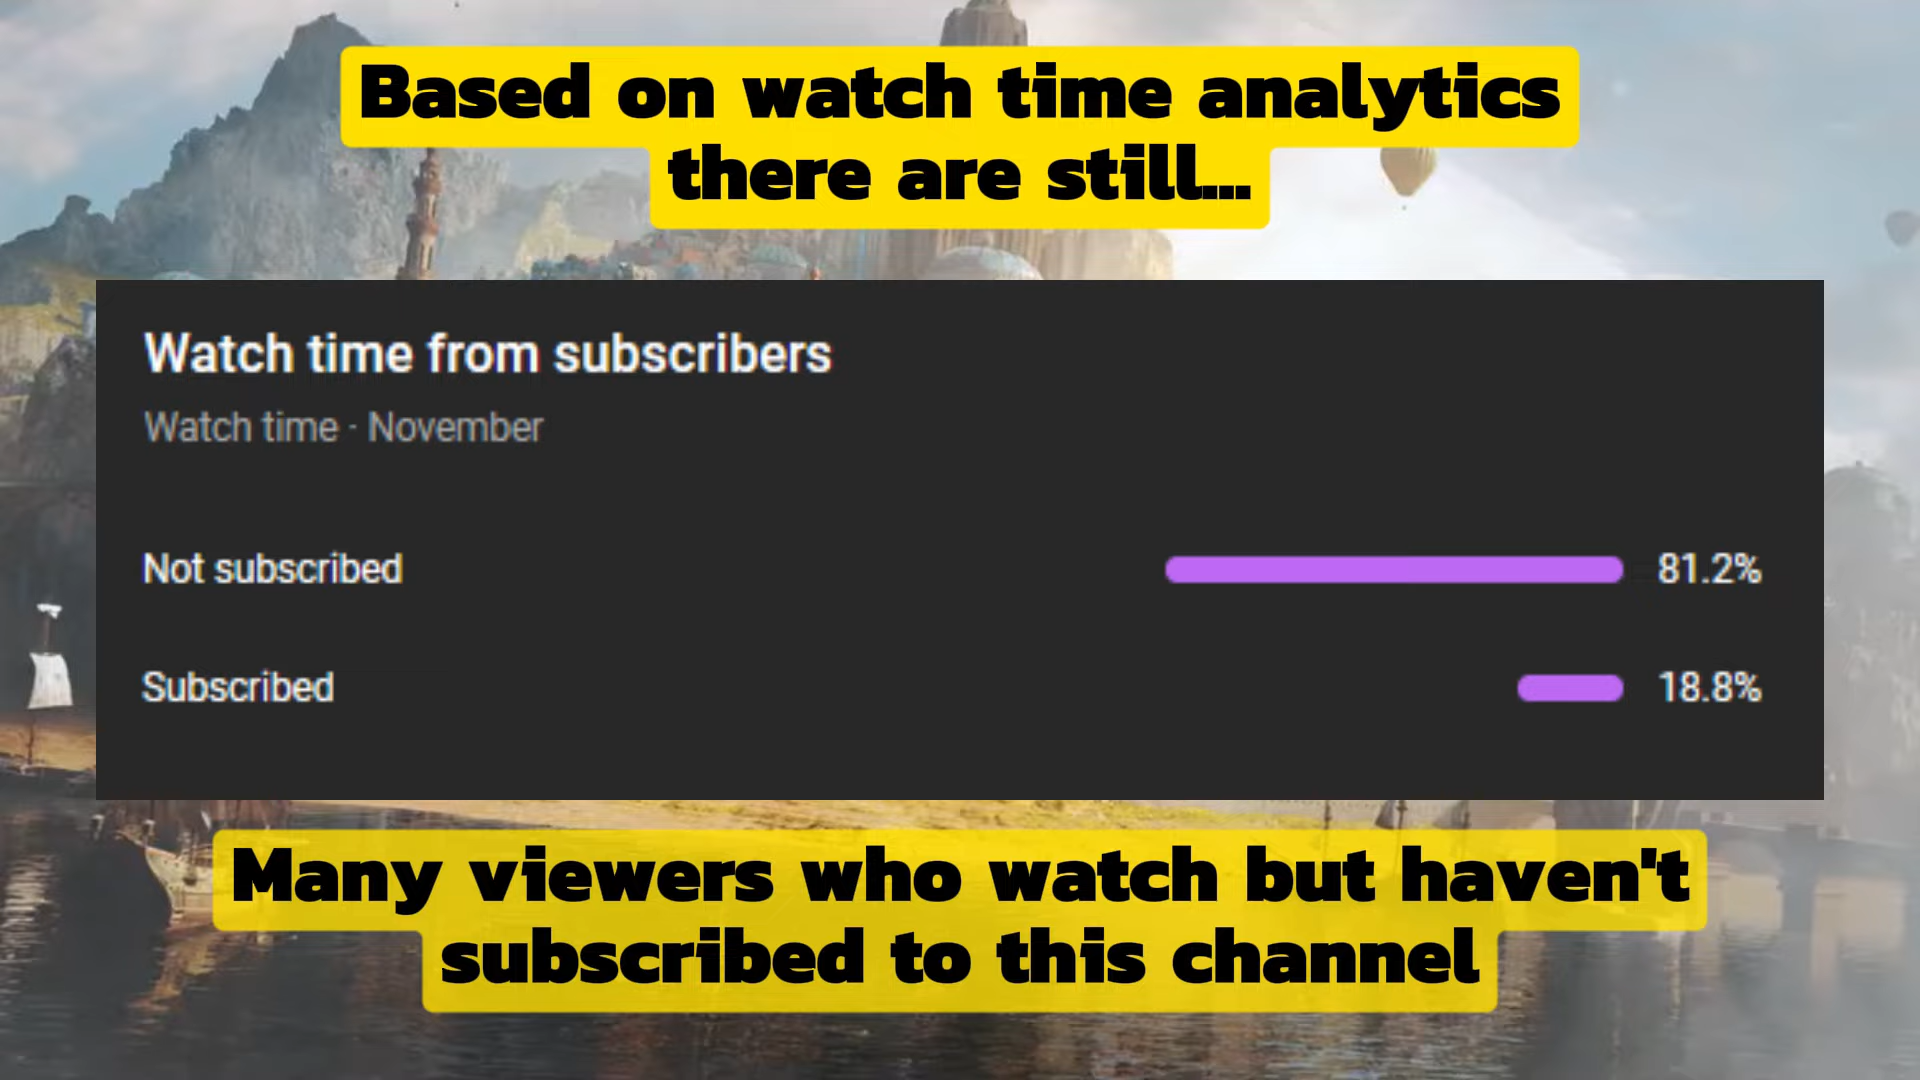 Based on watch time analytics
there are still...
Watch time from subscribers
Watch time · November
Not subscribed 81.2%
Subscribed 18.8%
Many viewers who watch but haven't
subscribed to this channel